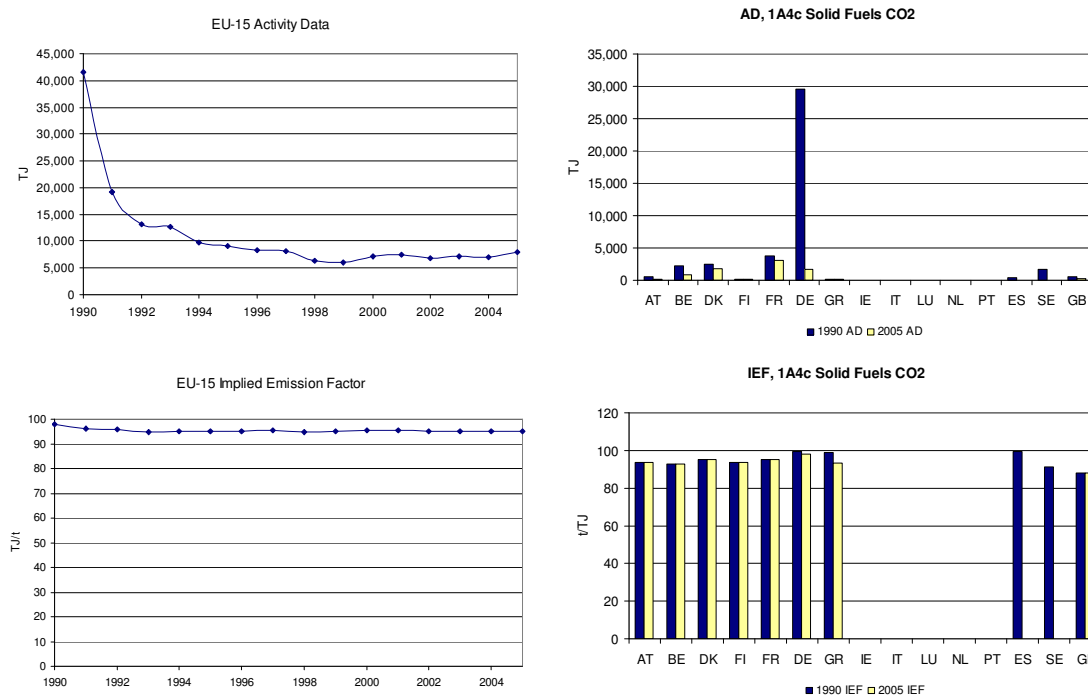 EU-15 Activity Data
45,000
40,000
35,000
30,000
25,000
20,000
15,000
10,000
5,000
0
TJ
1990 1992 1994 1996 1998 2000 2002 2004
AD, 1A4c Solid Fuels CO2
35,000
30,000
25,000
20,000
15,000
10,000
5,000
0
TJ
AT BE DK FI FR DE GR IE IT LU NL PT ES SE GB
1990 AD 2005 AD
EU-15 Implied Emission Factor
100
90
80
70
60
50
40
30
20
10
0
TJ/t
1990 1992 1994 1996 1998 2000 2002 2004
IEF, 1A4c Solid Fuels CO2
120
100
80
60
40
20
0
t/TJ
AT BE DK FI FR DE GR IE IT LU NL PT ES SE
1990 IEF 2005 IEF